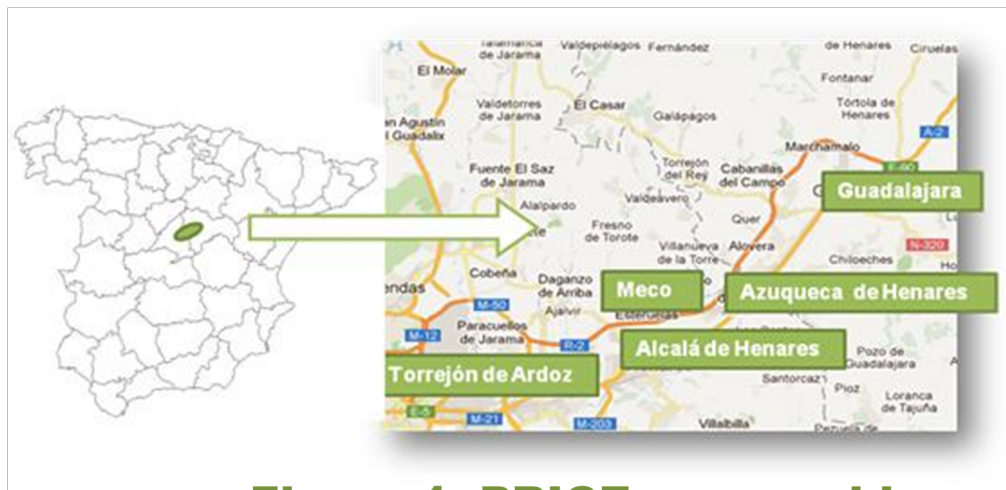 Talamanca
de Jarama
Valdepiélagos
Fernández
de Henares
Ciruelas
El Molar
Fontanar
Valdetorres
de Jarama
El Casar
Galápagos
Tórtola de
Henares
an Agustín
l Guadalix
A-2
Marchamalo
Fuente El Saz
de Jarama
Torrejón
del Rey
Cabanillas
del Campo
E-90
Guadalajara
Alalpardo
Valdeavero
Fresno
de Torote
Quer
Villanueva
de la Torre
Alovera
N-320
Chiloeches
Cobeña
Daganzo
de Arriba
Meco
Azuqueca de Henares
endas
M-50
Ajalvir
M-12
Paracuellos
de Jarama
R-2
Alcalá de Henares
Pozo de
Guadalajara
Torrejón de Ardoz
Santorcaz
Pioz
Loranca
de Tajuña
E-5
M-21
M-203
Villalbilla